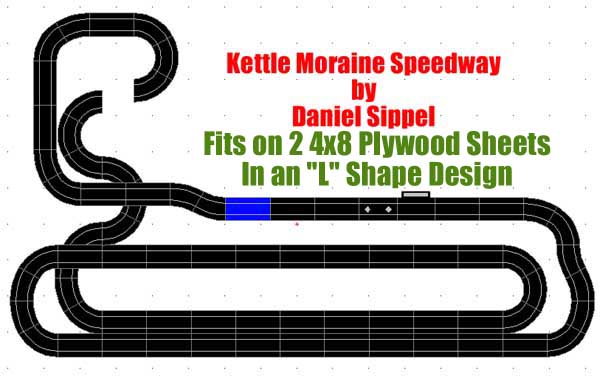 Kettle Moraine Speedway
by
Daniel Sippel
Fits on 2 4x8 Plywood Sheets
In an "L" Shape Design